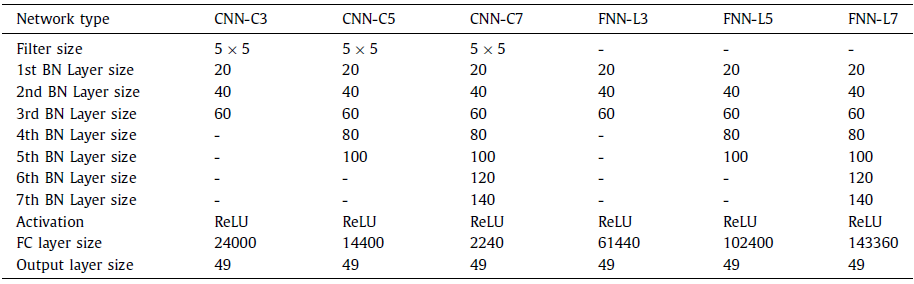 Network type CNN-C3 CNN-C5 CNN-C7 FNN-L3 FNN-L5 FNN-L7
Filter size 5 × 5 5 × 5 5 × 5 - - -
1st BN Layer size 20 20 20 20 20 20
2nd BN Layer size 40 40 40 40 40 40
3rd BN Layer size 60 60 60 60 60 60
4th BN Layer size - 80 80 - 80 80
5th BN Layer size - 100 100 - 100 100
6th BN Layer size - - 120 - - 120
7th BN Layer size - - 140 - - 140
Activation ReLU ReLU ReLU ReLU ReLU ReLU
FC layer size 24000 14400 2240 61440 102400 143360
Output layer size 49 49 49 49 49 49